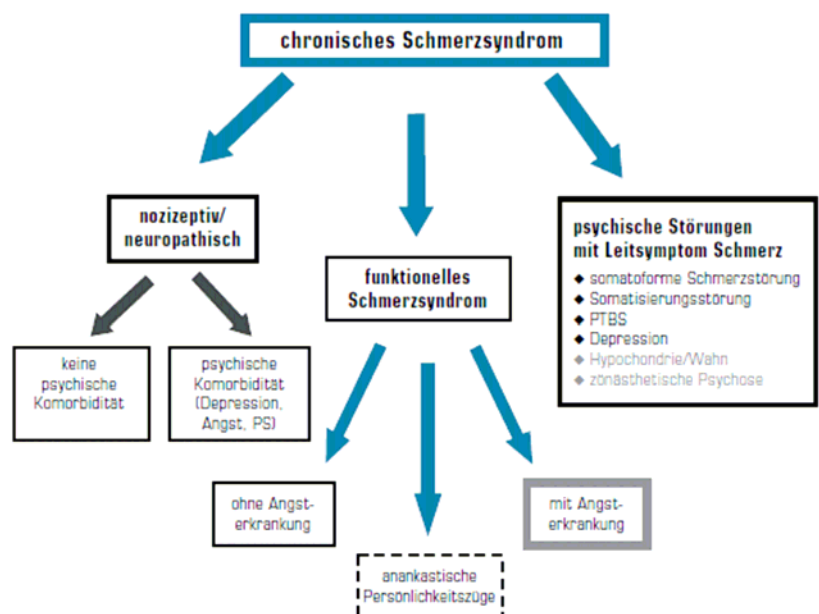 chronisches Schmerzsyndrom
nozizeptiv/
neuropathisch
funktionelles
Schmerzsyndrom
psychische Störungen
mit Leitsymptom Schmerz
◆ somatoforme Schmerzstörung
◆ Somatisierungsstörung
◆ PTBS
◆ Depression
◆ Hypochondrie/Wahn
◆ zönästhetische Psychose
keine
psychische
Komorbidität
psychische
Komorbidität
(Depression,
Angst, PS)
ohne Angst-
erkrankung
anankastische
Persönlichkeitszüge
mit Angst-
erkrankung